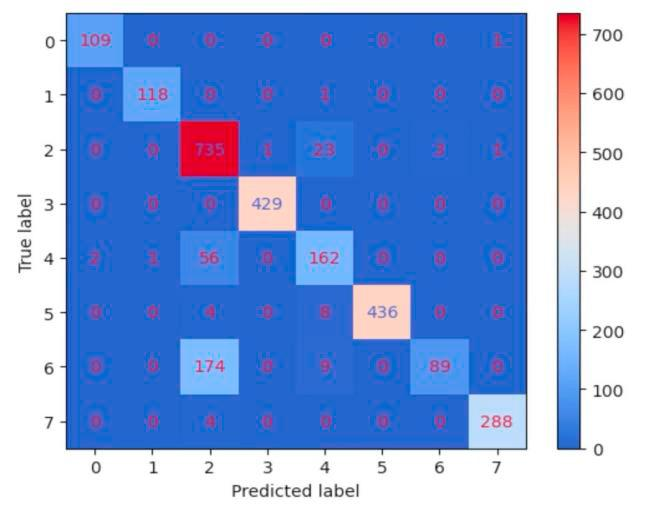 0 109 0 0 0 0 0 0 1
1 0 118 0 0 1 0 0 0
2 0 0 735 1 23 0 3 1
3 0 0 0 429 0 0 0 0
4 2 1 56 0 162 0 0 0
5 0 0 4 0 8 436 0 0
6 0 0 174 0 9 0 89 0
7 0 0 4 0 0 0 0 288
0 1 2 3 4 5 6 7
Predicted label
True label
700
600
500
400
300
200
100
0